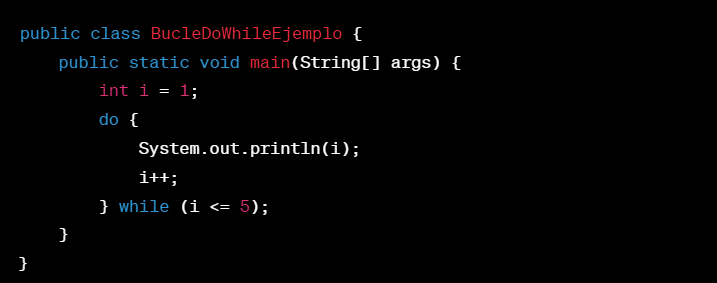 public class BucleDoWhileEjemplo {
    public static void main(String[] args) {
        int i = 1;
        do {
            System.out.println(i);
            i++;
        } while (i <= 5);
    }
}